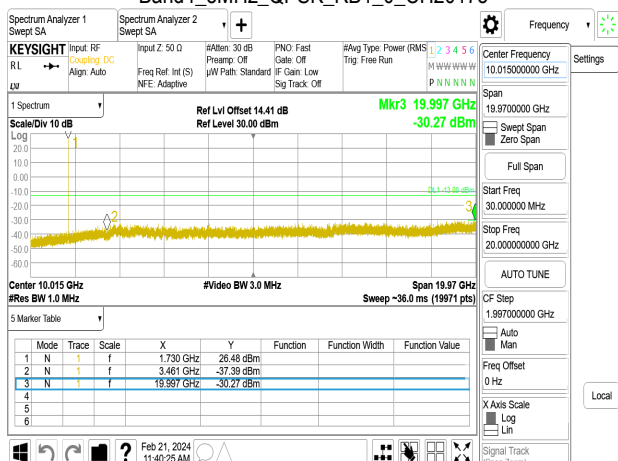 Spectrum Analyzer 1
Swept SA
Spectrum Analyzer 2
Swept SA
+
Frequency
KEYSIGHT
RL
Input: RF
Coupling: DC
Align: Auto
Input Z: 50 Ω
Freq Ref: Int (S)
NFE: Adaptive
#Atten: 30 dB
Preamp: Off
µW Path: Standard
PNO: Fast
Gate: Off
IF Gain: Low
Sig Track: Off
#Avg Type: Power (RMS
Trig: Free Run
1 2 3 4 5 6
M W W W W W
P N N N N N
1 Spectrum
Scale/Div 10 dB
Ref Lvl Offset 14.41 dB
Ref Level 30.00 dBm
Mkr3 19.997 GHz
-30.27 dBm
Log
20.0
10.0
0.00
-10.0
-20.0
-30.0
-40.0
-50.0
-60.0
1
2
3
Center 10.015 GHz
#Res BW 1.0 MHz
#Video BW 3.0 MHz
Span 19.97 GHz
Sweep ~36.0 ms (19971 pts)
5 Marker Table
Mode Trace Scale X Y Function Function Width Function Value
1 N 1 f 1.730 GHz 26.48 dBm
2 N 1 f 3.461 GHz -37.39 dBm
3 N 1 f 19.997 GHz -30.27 dBm
4
5
6
Feb 21, 2024
11:40:25 AM
?
Center Frequency
10.015000000 GHz
Settings
Span
19.9700000 GHz
Swept Span
Zero Span
Full Span
Start Freq
30.000000 MHz
Stop Freq
20.000000000 GHz
AUTO TUNE
CF Step
1.997000000 GHz
Auto
Man
Freq Offset
0 Hz
X Axis Scale
Log
Lin
Local
Signal Track